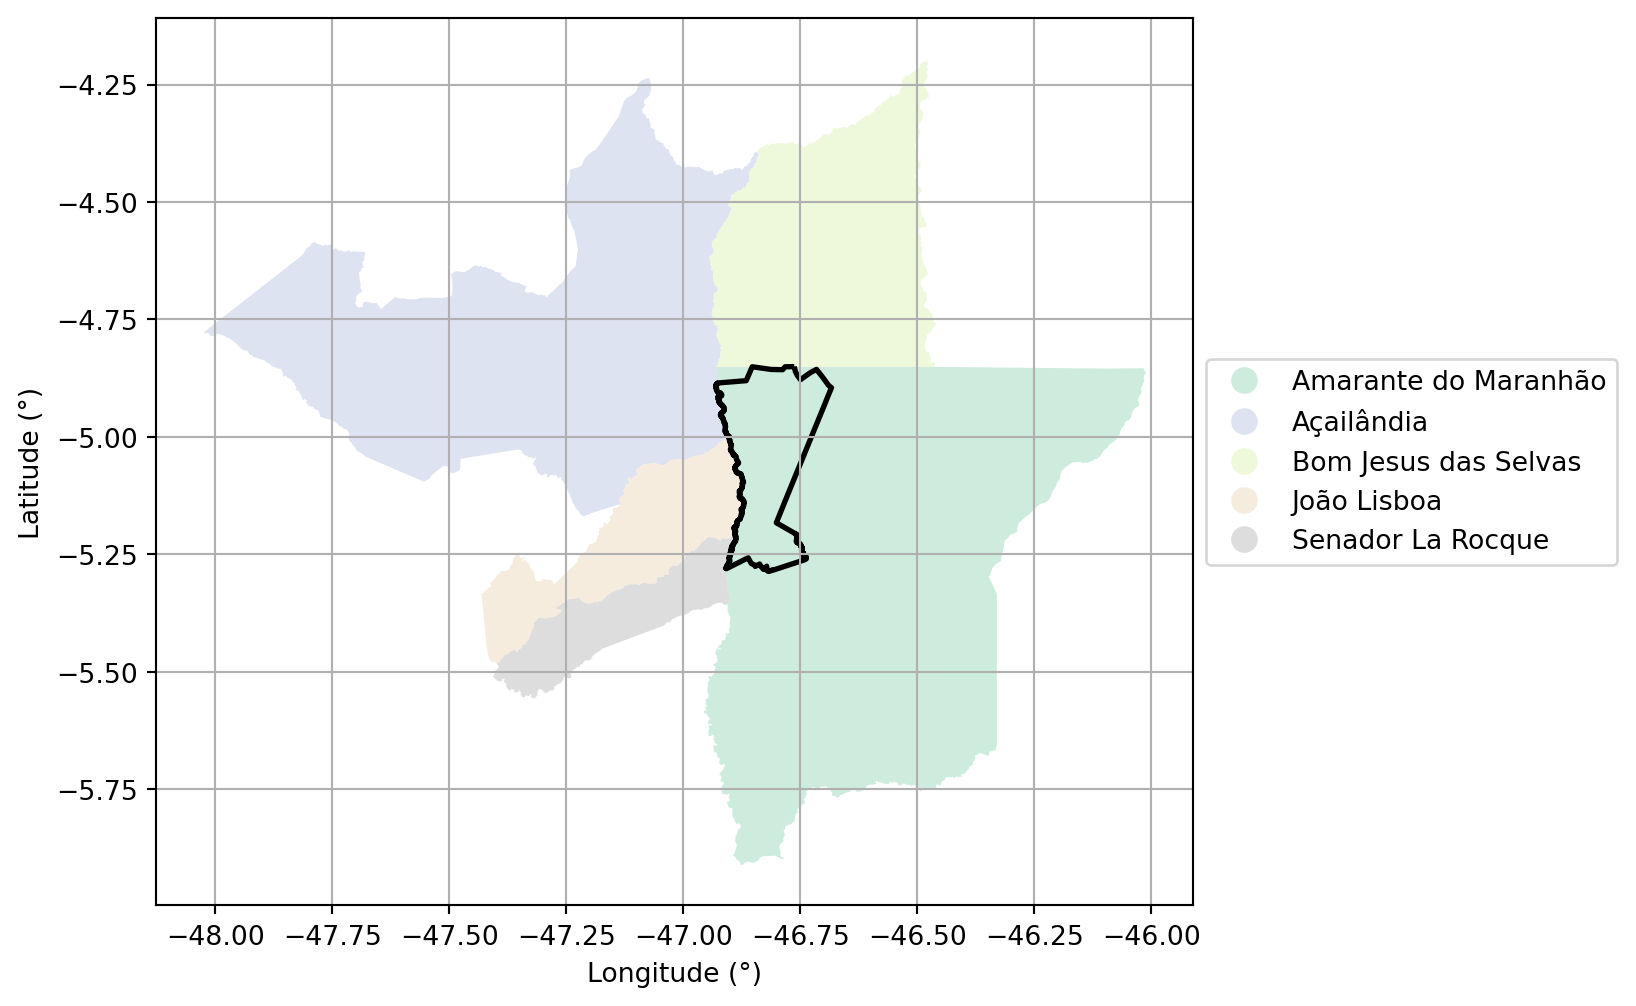 −4.25
−4.50
−4.75
−5.00
−5.25
−5.50
−5.75
Latitude (°)
−48.00 −47.75 −47.50 −47.25 −47.00 −46.75 −46.50 −46.25 −46.00
Longitude (°)
Amarante do Maranhão
Açailândia
Bom Jesus das Selvas
João Lisboa
Senador La Rocque